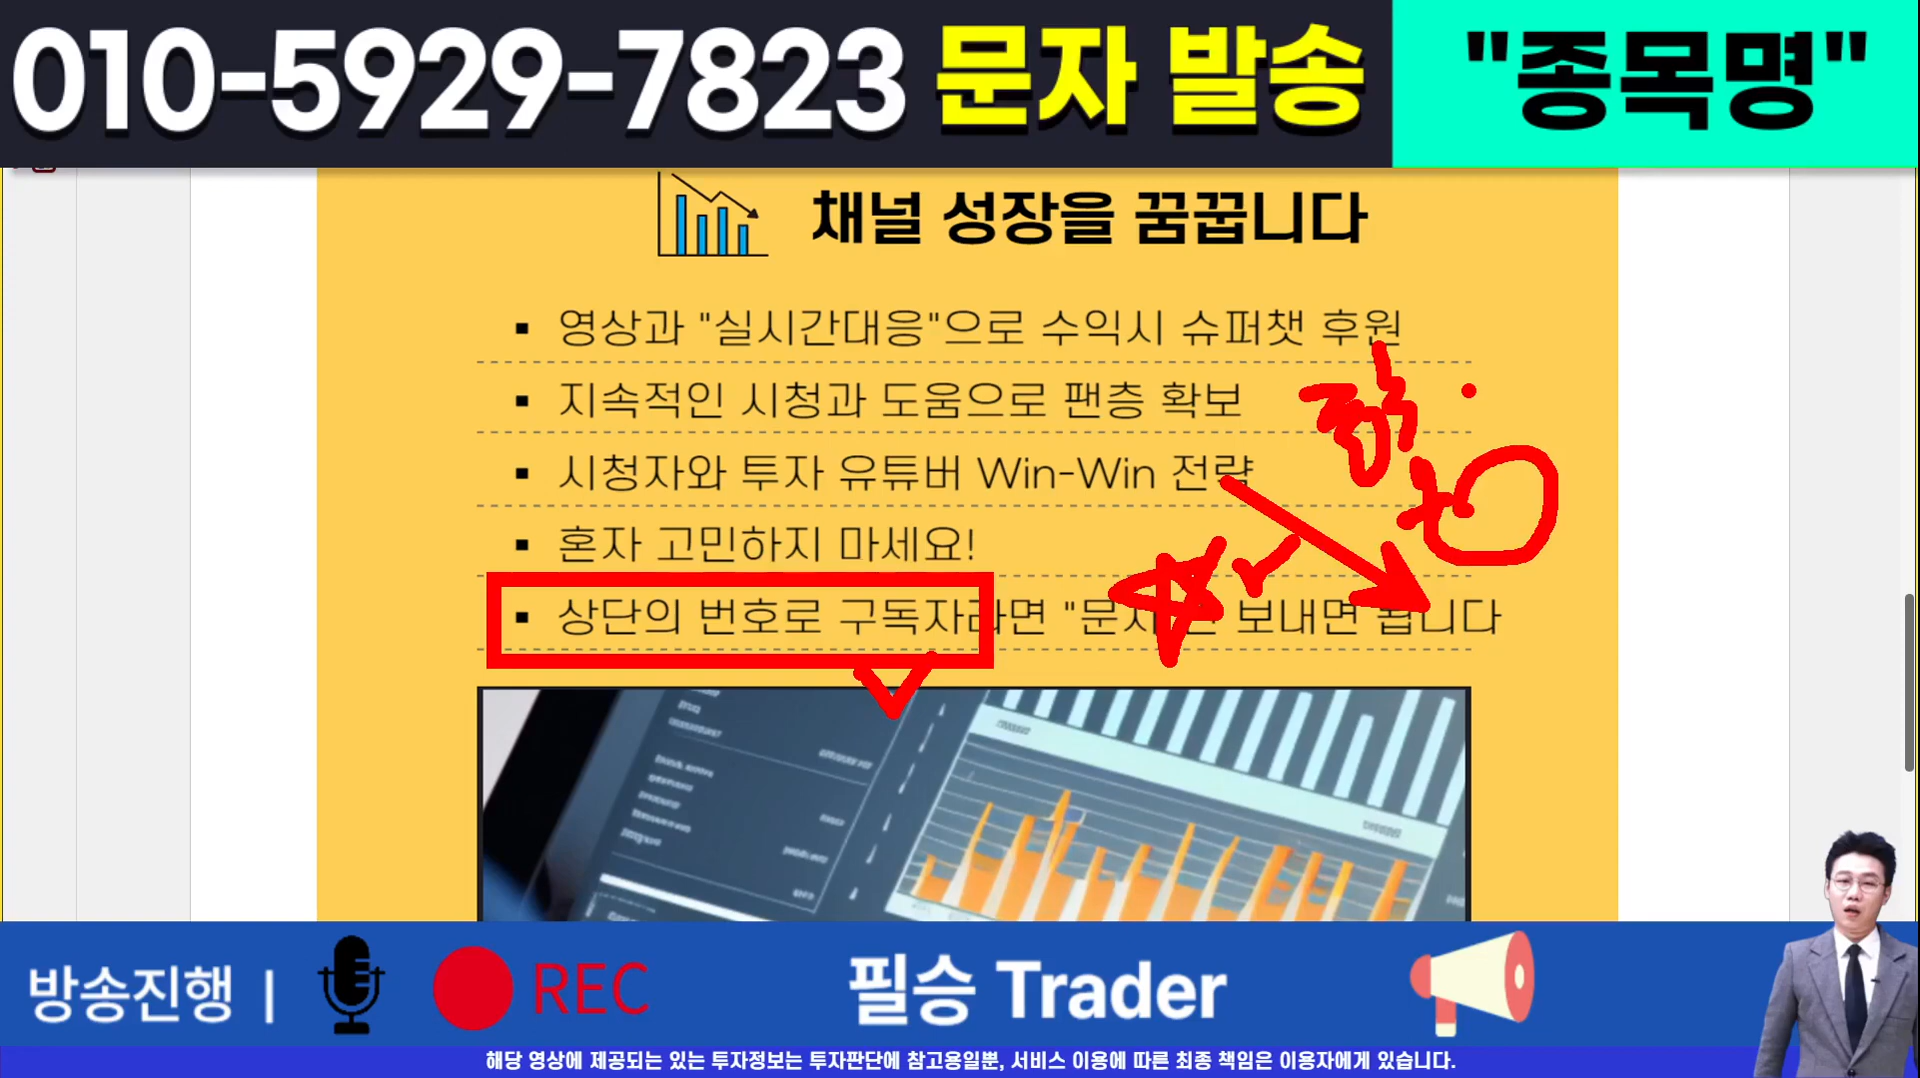 010-5929-7823 문자 발송 "종목명"
채널 성장을 꿈꿉니다
▪ 영상과 "실시간대응"으로 수익시 슈퍼챗 후원
▪ 지속적인 시청과 도움으로 팬층 확보
▪ 시청자와 투자 유튜버 Win-Win 전략
▪ 혼자 고민하지 마세요!
▪ 상단의 번호로 구독자라면 "문자" 보내면 됩니다
방송진행 | REC 필승 Trader
해당 영상에 제공되는 있는 투자정보는 투자판단에 참고용일뿐, 서비스 이용에 따른 최종 책임은 이용자에게 있습니다.